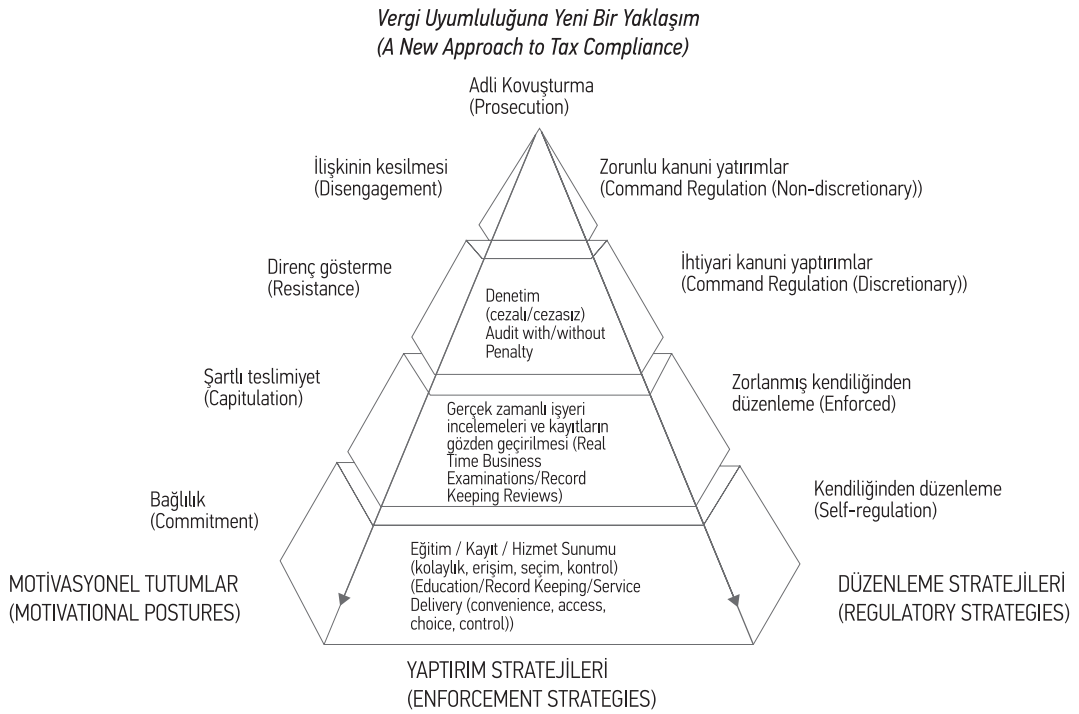 Vergi Uyumluluğuna Yeni Bir Yaklaşım
(A New Approach to Tax Compliance)
Adli Kovuşturma
(Prosecution)
İlişkinin kesilmesi
(Disengagement)
Zorunlu kanuni yatırımlar
(Command Regulation (Non-discretionary))
Direnç gösterme
(Resistance)
İhtiyari kanuni yaptırımlar
(Command Regulation (Discretionary))
Denetim
(cezalı/cezasız)
Audit with/without
Penalty
Şartlı teslimiyet
(Capitulation)
Zorlanmış kendiliğinden
düzenleme (Enforced)
Gerçek zamanlı işyeri
incelemeleri ve kayıtların
gözden geçirilmesi (Real
Time Business
Examinations/Record
Keeping Reviews)
Bağlılık
(Commitment)
Kendiliğinden düzenleme
(Self-regulation)
Eğitim / Kayıt / Hizmet Sunumu
(kolaylık, erişim, seçim, kontrol)
(Education/Record Keeping/Service
Delivery (convenience, access,
choice, control))
MOTİVASYONEL TUTUMLAR
(MOTIVATIONAL POSTURES)
DÜZENLEME STRATEJİLERİ
(REGULATORY STRATEGIES)
YAPTIRIM STRATEJİLERİ
(ENFORCEMENT STRATEGIES)